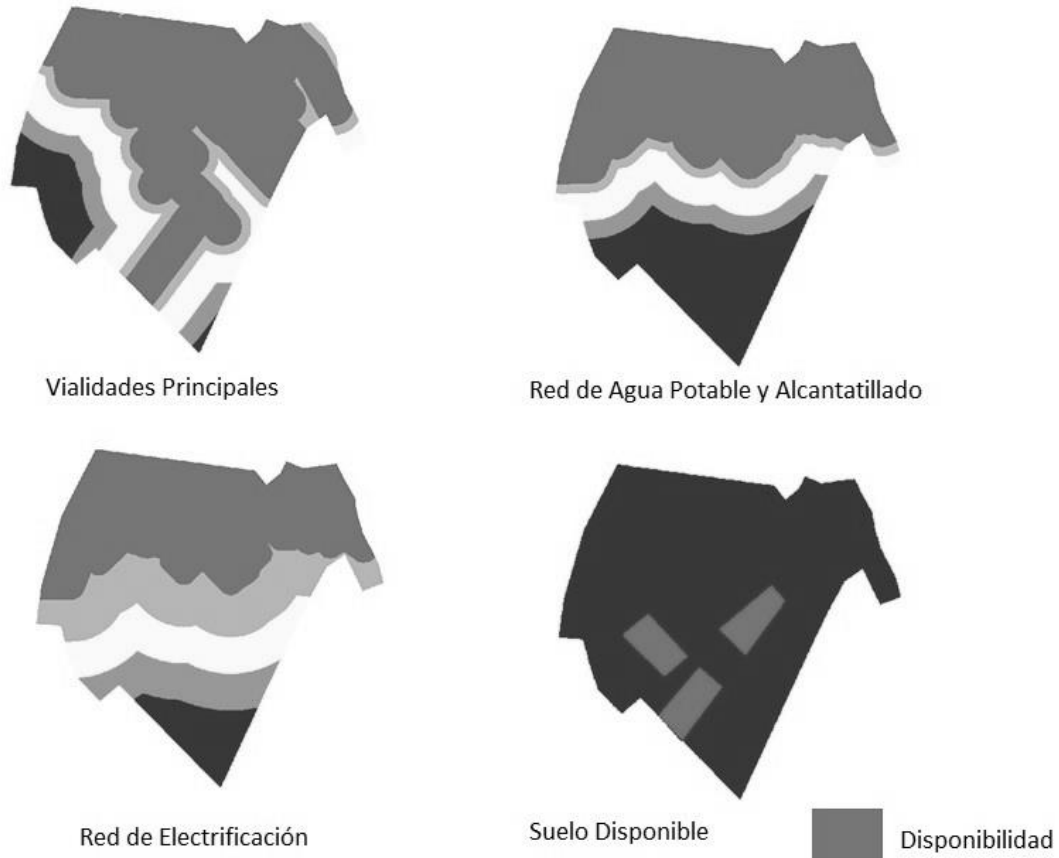 Vialidades Principales
Red de Agua Potable y Alcantatillado
Red de Electrificación
Suelo Disponible
Disponibilidad